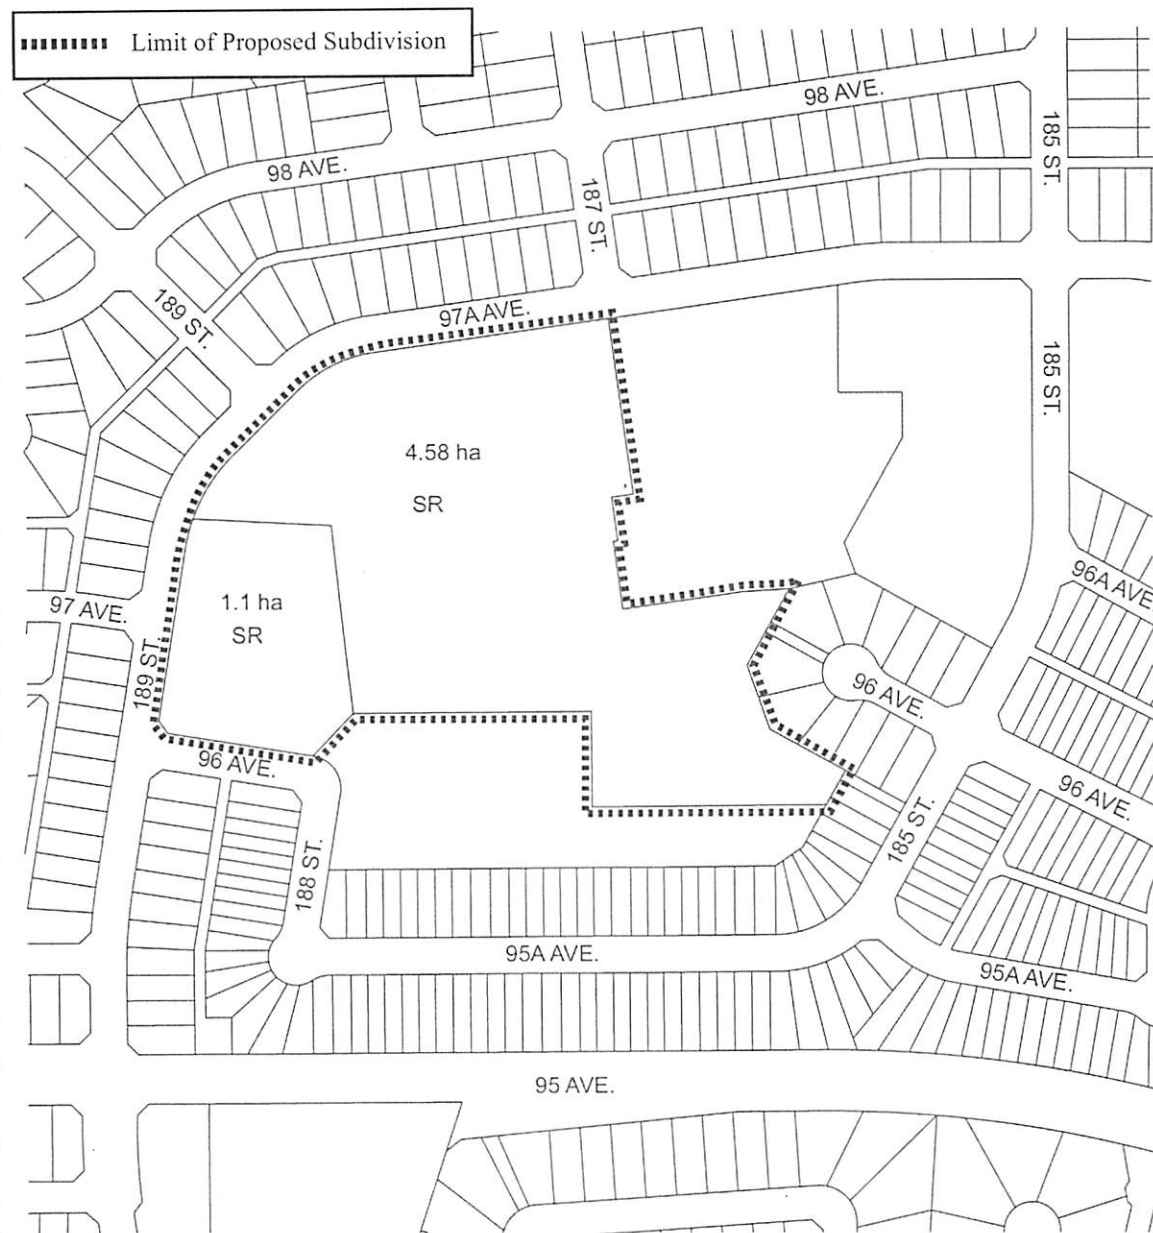 Limit of Proposed Subdivision
98 AVE.
185 ST.
98 AVE.
187 ST.
189 ST.
97A AVE.
185 ST.
4.58 ha
SR
96A AVE.
1.1 ha
SR
97 AVE.
189 ST.
96 AVE.
96 AVE.
96 AVE.
185 ST.
188 ST.
95A AVE.
95A AVE.
95 AVE.